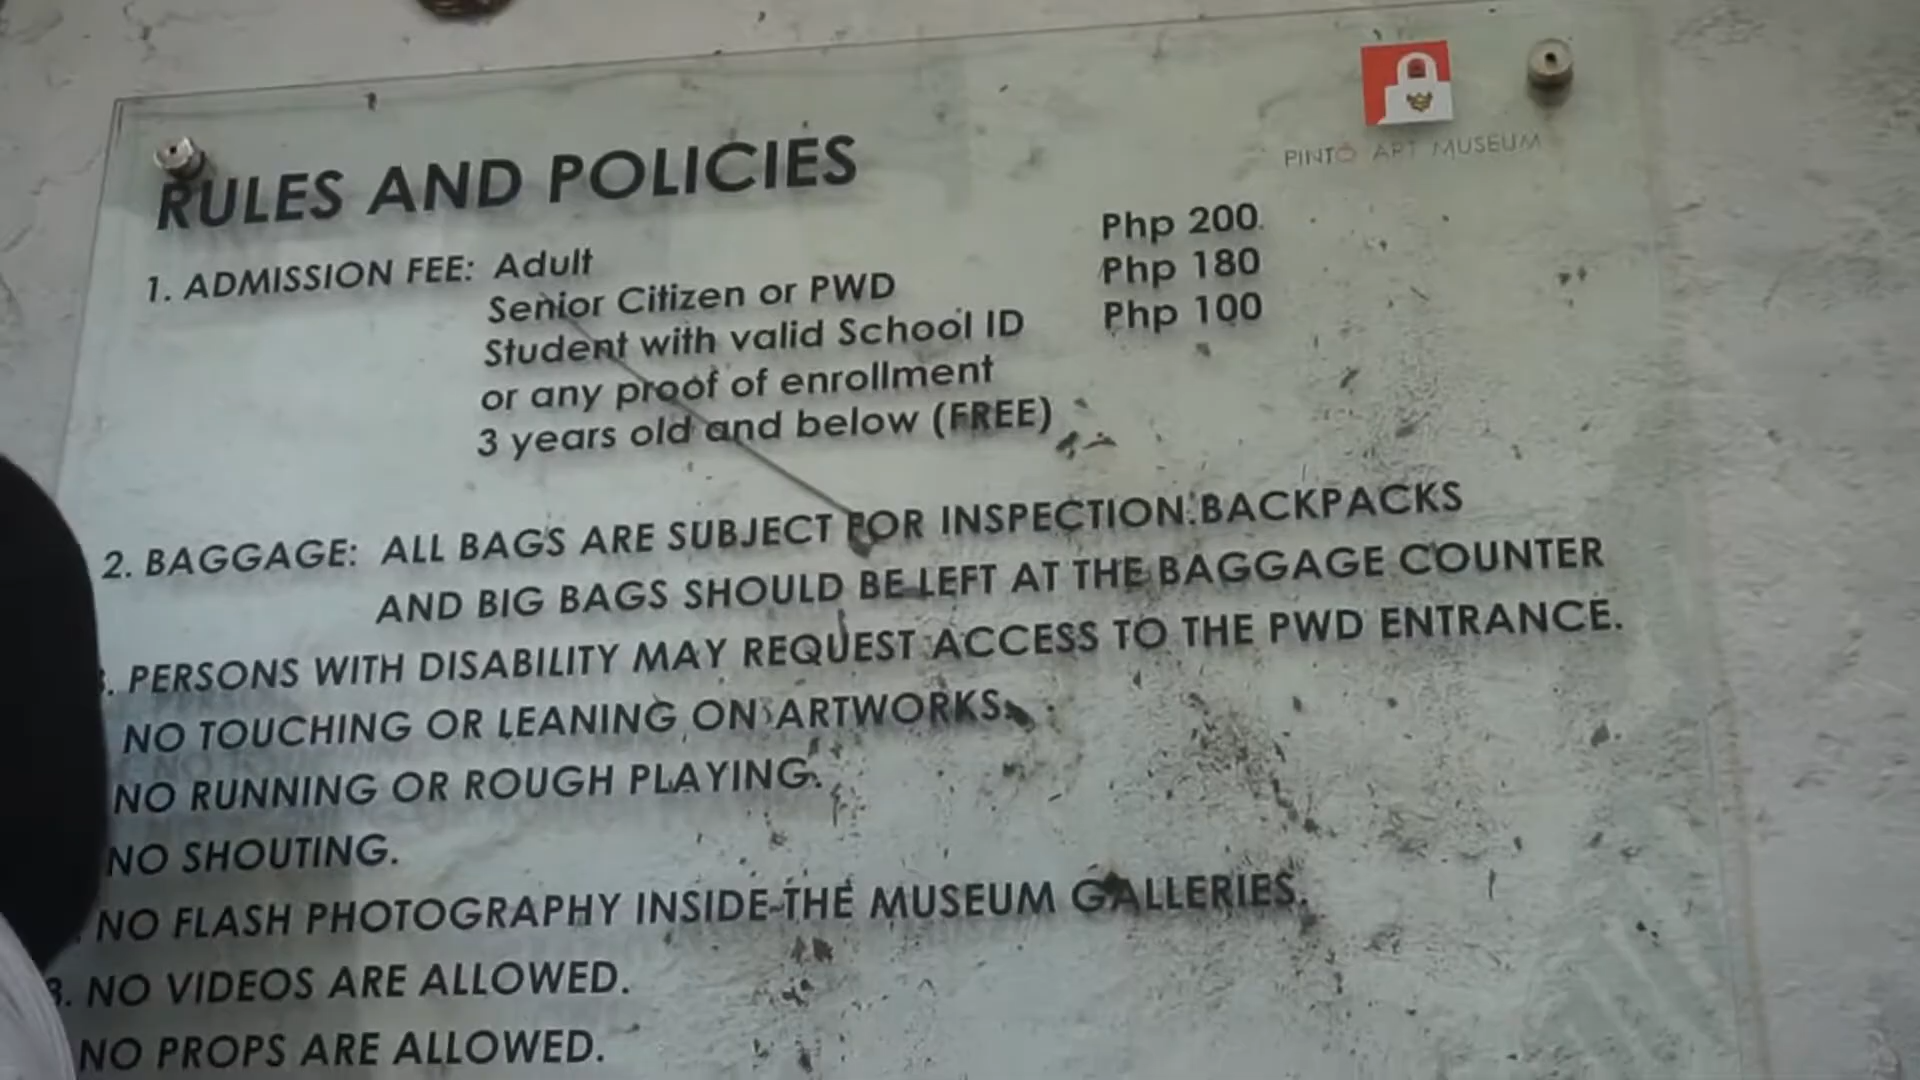 PINTO ART MUSEUM
RULES AND POLICIES
1. ADMISSION FEE: Adult Php 200
Senior Citizen or PWD Php 180
Student with valid School ID Php 100
or any proof of enrollment
3 years old and below (FREE)
2. BAGGAGE: ALL BAGS ARE SUBJECT FOR INSPECTION. BACKPACKS
AND BIG BAGS SHOULD BE LEFT AT THE BAGGAGE COUNTER
. PERSONS WITH DISABILITY MAY REQUEST ACCESS TO THE PWD ENTRANCE.
NO TOUCHING OR LEANING ON ARTWORKS.
NO RUNNING OR ROUGH PLAYING.
NO SHOUTING.
. NO FLASH PHOTOGRAPHY INSIDE THE MUSEUM GALLERIES.
8. NO VIDEOS ARE ALLOWED.
NO PROPS ARE ALLOWED.